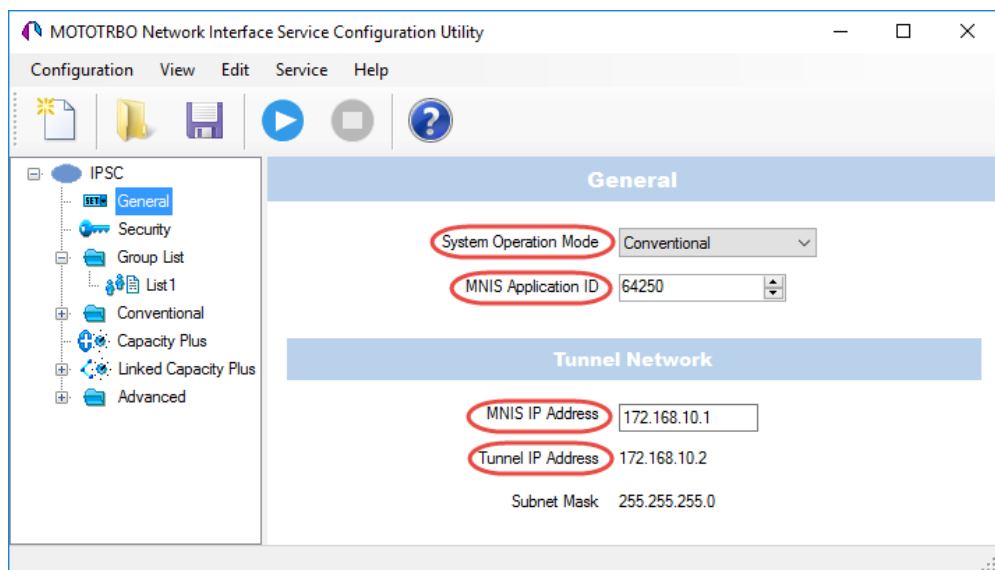 MOTOTRBO Network Interface Service Configuration Utility
Configuration View Edit Service Help
IPSC
General
Security
Group List
List1
Conventional
Capacity Plus
Linked Capacity Plus
Advanced
General
System Operation Mode Conventional
MNIS Application ID 64250
Tunnel Network
MNIS IP Address 172.168.10.1
Tunnel IP Address 172.168.10.2
Subnet Mask 255.255.255.0